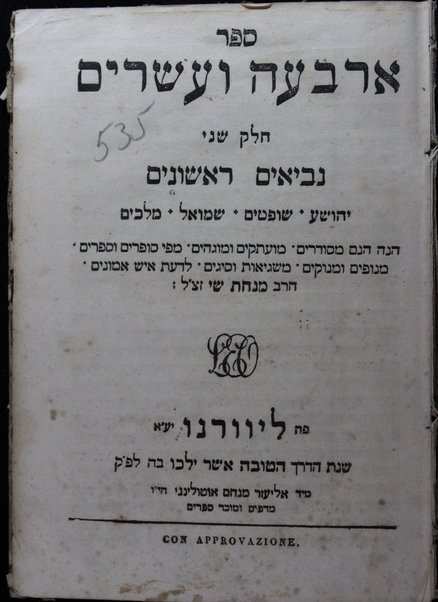 ספר
ארבעה ועשרים
535
חלק שני
נביאים ראשונים
יהושע ׳ שופטים ׳ שמואל ׳ מלכים
הנה הנם מסודרים ׳ מועתקים ומוגהים ׳ מפי סופרים וספרים ׳
מנופים ומנוקים ׳ משגיאות וסיגים ׳ לדעת איש אמונים ׳
הרב מנחת שי זצ״ל :
פה ליוורנו יע״א
שנת הדרך הטובה אשר ילכו בה לפ״ק
מיד אליעזר מנחם אוטולינגי הי״ו
מדפיס ומוכר ספרים
CON APPROVAZIONE.